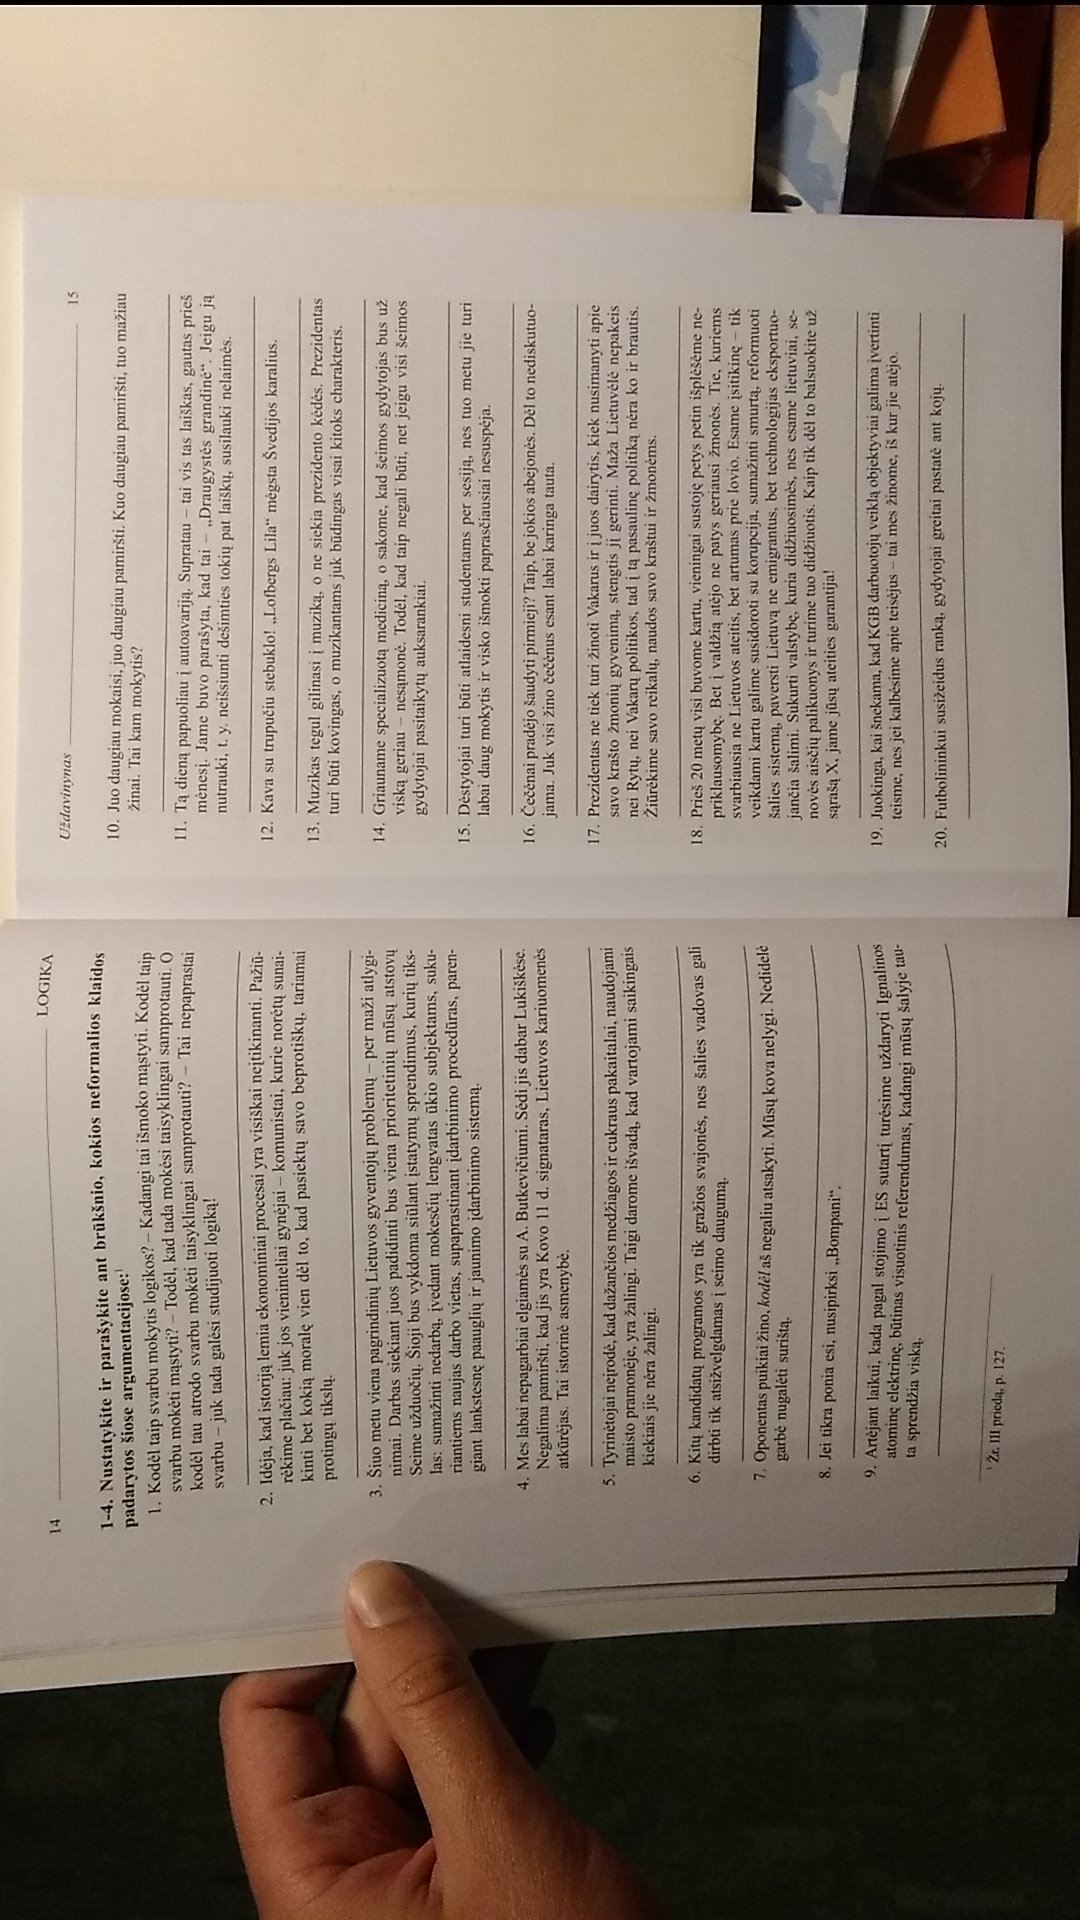 14 LOGIKA
1-4. Nustatykite ir parašykite ant brūkšnio, kokios neformalios klaidos
padarytos šiose argumentacijose:¹
1. Kodėl taip svarbu mokytis logikos? – Kadangi tai išmoko mąstyti. Kodėl taip
svarbu mokėti mąstyti? – Todėl, kad tada mokėsi taisyklingai samprotauti. O
kodėl tau atrodo svarbu mokėti taisyklingai samprotauti? – Tai nepaprastai
svarbu – juk tada galėsi studijuoti logiką!
2. Idėja, kad istoriją lemia ekonominiai procesai yra visiškai neįtikimanti. Pažiū-
rėkime plačiau: juk jos vieninteliai gynėjai – komunistai, kurie norėtų sunai-
kinti bet kokią moralę vien dėl to, kad pasiektų savo beprotiškų, tariamai
protingų tikslų.
3. Šiuo metu viena pagrindinių Lietuvos gyventojų problemų – per maži atlygi-
nimai. Darbas siekiant juos padidinti bus viena prioritetinių mūsų atstovų
Seime užduočių. Šioji bus vykdoma siūlant įstatymų sprendimus, kurių tiks-
las: sumažinti nedarbą, įvedant mokesčių lengvatas ūkio subjektams, suku-
riantiems naujas darbo vietas, supaprastinant įdarbinimo procedūras, paren-
giant lankstesnę paauglių ir jaunimo įdarbinimo sistemą.
4. Mes labai nepagarbiai elgiamės su A. Butkevičiumi. Sėdi jis dabar Lukiškėse.
Negalima pamiršti, kad jis yra Kovo 11 d. signataras, Lietuvos kariuomenės
atkūrėjas. Tai istorinė asmenybė.
5. Tyrinėtojai neįrodė, kad dažančios medžiagos ir cukraus pakaitalai, naudojami
maisto pramonėje, yra žalingi. Taigi darome išvadą, kad vartojami saikingais
kiekiais jie nėra žalingi.
6. Kitų kandidatų programos yra tik gražios svajonės, nes šalies vadovas gali
dirbti tik atsižvelgdamas į seimo daugumą.
7. Oponentas puikiai žino, kodėl aš negaliu atsakyti. Mūsų kova nelygi. Nedidelė
garbė nugalėti surištą.
8. Jei tikra ponia esi, nusipirksi „Bompani“.
9. Artėjant laikui, kada pagal stojimo į ES sutartį turėsime uždaryti Ignalinos
atominę elektrinę, būtinas visuotinis referendumas, kadangi mūsų šalyje tau-
ta sprendžia viską.
¹ Žr. III priedą, p. 127.
Uždavinynas 15
10. Juo daugiau mokaisi, juo daugiau pamiršti. Kuo daugiau pamiršti, tuo mažiau
žinai. Tai kam mokytis?
11. Tą dieną papuoliau į autoavariją. Supratau – tai vis tas laiškas, gautas prieš
mėnesį. Jame buvo parašyta, kad tai – „Draugystės grandinė“. Jeigu ją
nutrauki, t. y. neišsiunti dešimties tokių pat laiškų, susilauki nelaimės.
12. Kava su trupučiu stebuklo! „Lofbergs Lila“ mėgsta Švedijos karalius.
13. Muzikas tegul gilinasi į muziką, o ne siekia prezidento kėdės. Prezidentas
turi būti kovingas, o muzikantams juk būdingas visai kitoks charakteris.
14. Griauname specializuotą mediciną, o sakome, kad šeimos gydytojas bus už
viską geriau – nesąmonė. Todėl, kad taip negali būti, net jeigu visi šeimos
gydytojai pasitaikytų auksarankiai.
15. Dėstytojai turi būti atlaidesni studentams per sesiją, nes tuo metu jie turi
labai daug mokytis ir visko išmokti paprasčiausiai nesuspėja.
16. Čečėnai pradėjo šaudyti pirmieji? Taip, be jokios abejonės. Dėl to nediskutuo-
jama. Juk visi žino čečėnus esant labai karinga tauta.
17. Prezidentas ne tiek turi žinoti Vakarus ir į juos dairytis, kiek nusimanyti apie
savo krašto žmonių gyvenimą, stengtis jį gerinti. Maža Lietuvėlė nepakeis
nei Rytų, nei Vakarų politikos, tad į tą pasaulinę politiką nėra ko ir brautis.
Žiūrėkime savo reikalų, naudos savo kraštui ir žmonėms.
18. Prieš 20 metų visi buvome kartu, vieningai sustoję petys petin išplėšėme ne-
priklausomybę. Bet į valdžią atėjo ne patys geriausi žmonės. Tie, kuriems
svarbiausia ne Lietuvos ateitis, bet artumas prie lovio. Esame įsitikinę – tik
veikdami kartu galime susidoroti su korupcija, sumažinti smurtą, reformuoti
šalies sistemą, paversti Lietuvą ne emigrantus, bet technologijas eksportuo-
jančia šalimi. Sukurti valstybę, kuria didžiuosimės, nes esame lietuviai, se-
novės aisčių palikuonys ir turime tuo didžiuotis. Kaip tik dėl to balsuokite už
sąrašą X, jame jūsų ateities garantija!
19. Juokinga, kai šnekama, kad KGB darbuotojų veiklą objektyviai galima įvertinti
teisme, nes jei kalbėsime apie teisėjus – tai mes žinome, iš kur jie atėjo.
20. Futbolininkui susižeidus ranką, gydytojai greitai pastatė ant kojų.